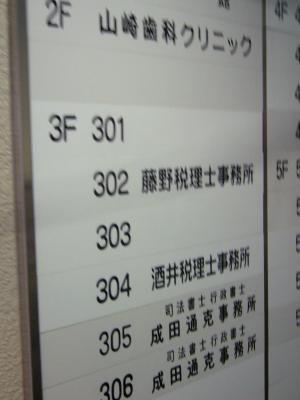 2F 山崎歯科クリニック
3F 301
302 藤野税理士事務所
303
304 酒井税理士事務所
司法書士 行政書士
305 成田通克事務所
司法書士 行政書士
306 成田通克事務所
4F
5F